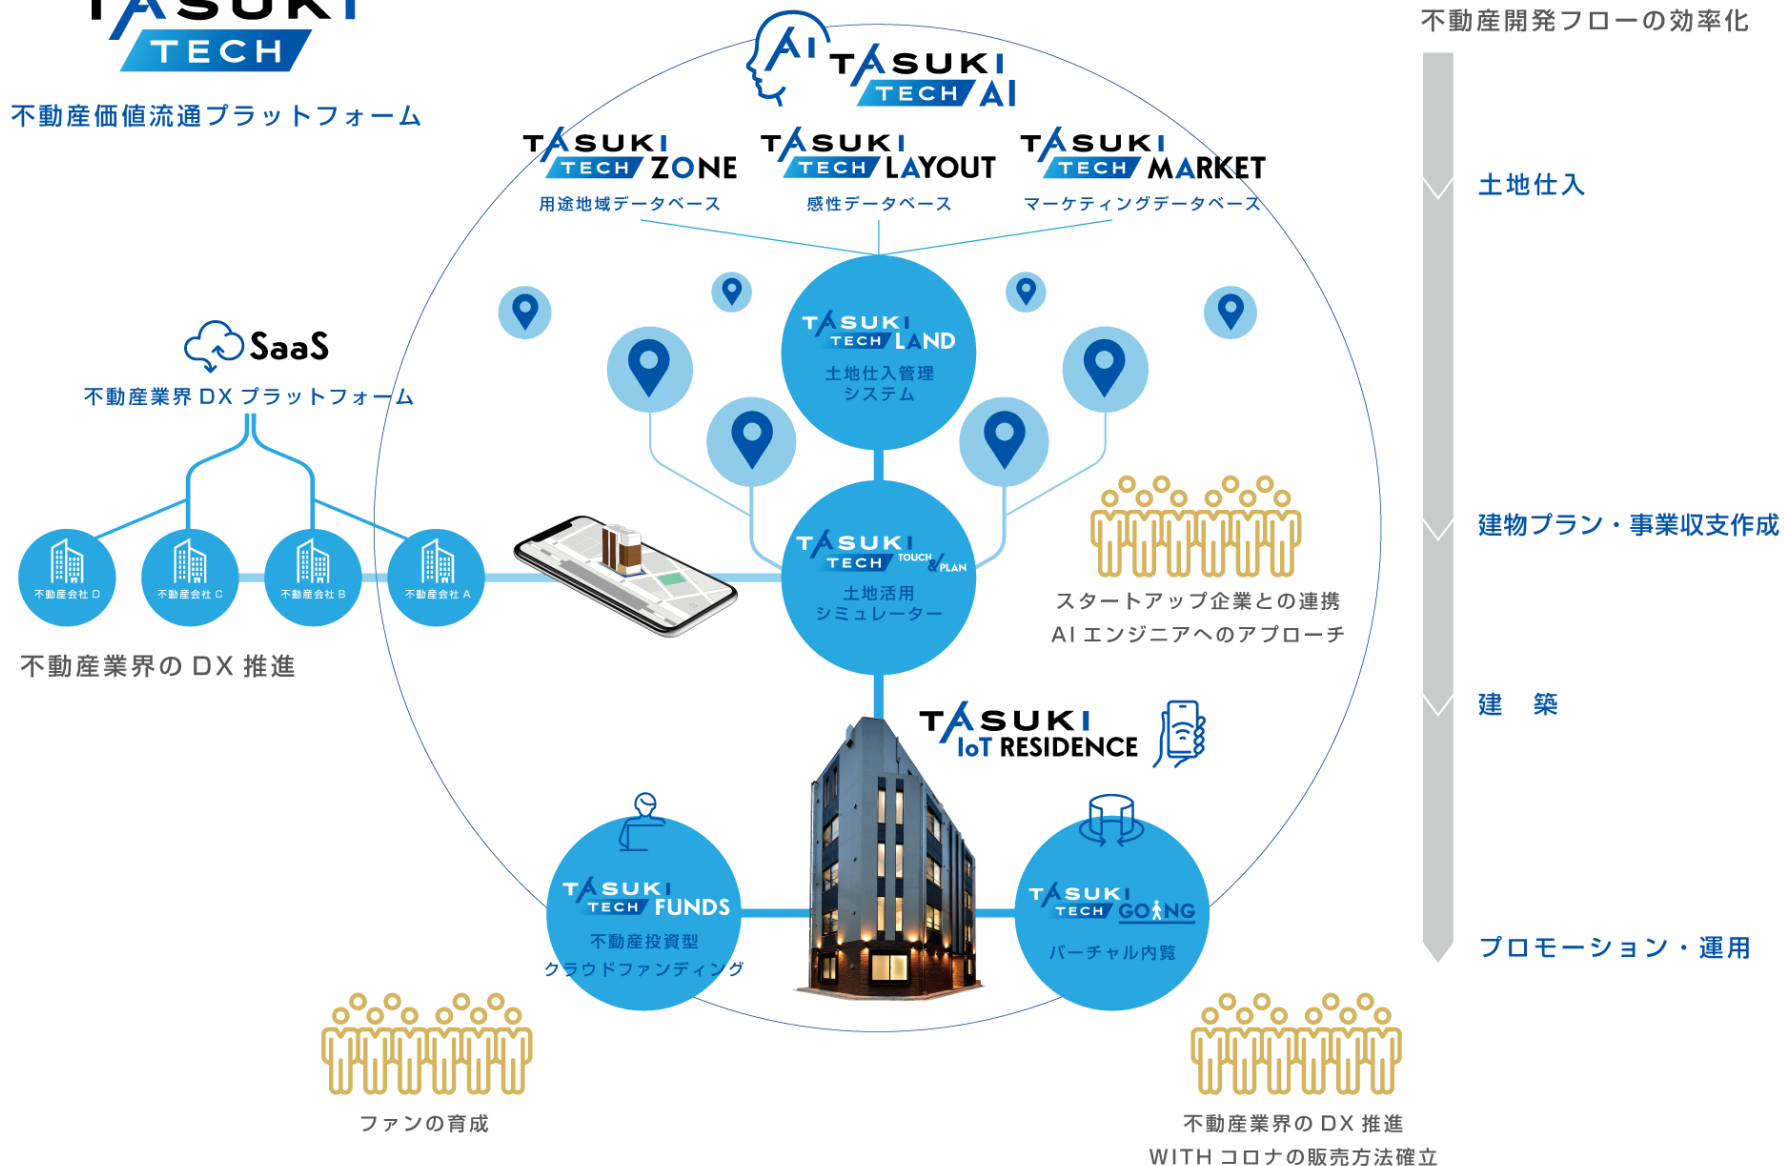 TASUKI
TECH
不動産価値流通プラットフォーム
AI
TASUKI
TECH AI
TASUKI
TECH ZONE
用途地域データベース
TASUKI
TECH LAYOUT
感性データベース
TASUKI
TECH MARKET
マーケティングデータベース
TASUKI
TECH LAND
土地仕入管理
システム
SaaS
不動産業界 DX プラットフォーム
不動産会社 D
不動産会社 C
不動産会社 B
不動産会社 A
不動産業界の DX 推進
TASUKI
TECH TOUCH & PLAN
土地活用
シミュレーター
スタートアップ企業との連携
AI エンジニアへのアプローチ
TASUKI
IoT RESIDENCE
TASUKI
TECH FUNDS
不動産投資型
クラウドファンディング
TASUKI
TECH GOING
バーチャル内覧
ファンの育成
不動産業界の DX 推進
WITH コロナの販売方法確立
不動産開発フローの効率化
土地仕入
建物プラン・事業収支作成
建　築
プロモーション・運用